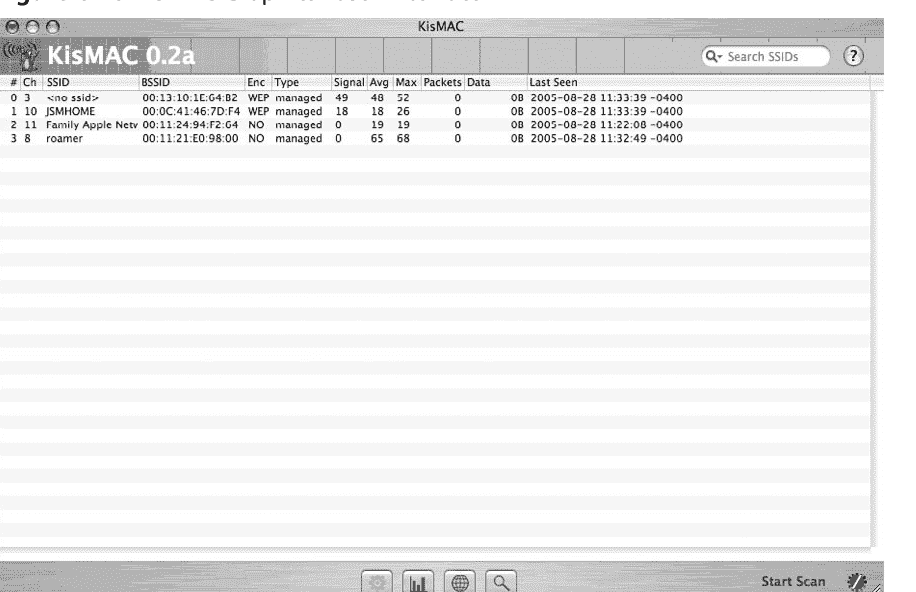 KisMAC
KisMAC 0.2a
Search SSIDs
?
# Ch SSID BSSID Enc Type Signal Avg Max Packets Data Last Seen
0 3 <no ssid> 00:13:10:1E:64:B2 WEP managed 49 48 52 0 0B 2005-08-28 11:33:39 -0400
1 10 JSMHOME 00:0C:41:46:7D:F4 WEP managed 18 18 26 0 0B 2005-08-28 11:33:39 -0400
2 11 Family Apple Netw 00:11:24:94:F2:64 NO managed 0 19 19 0 0B 2005-08-28 11:22:08 -0400
3 8 roamer 00:11:21:E0:98:00 NO managed 0 65 68 0 0B 2005-08-28 11:32:49 -0400
Start Scan